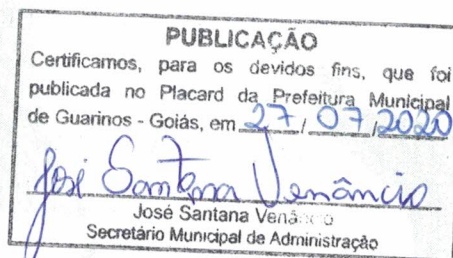 PUBLICAÇÃO
Certificamos, para os devidos fins, que foi
publicada no Placard da Prefeitura Municipal
de Guarinos - Goiás, em 27 / 07 / 2020
José Santana Venâncio
José Santana Venâncio
Secretário Municipal de Administração